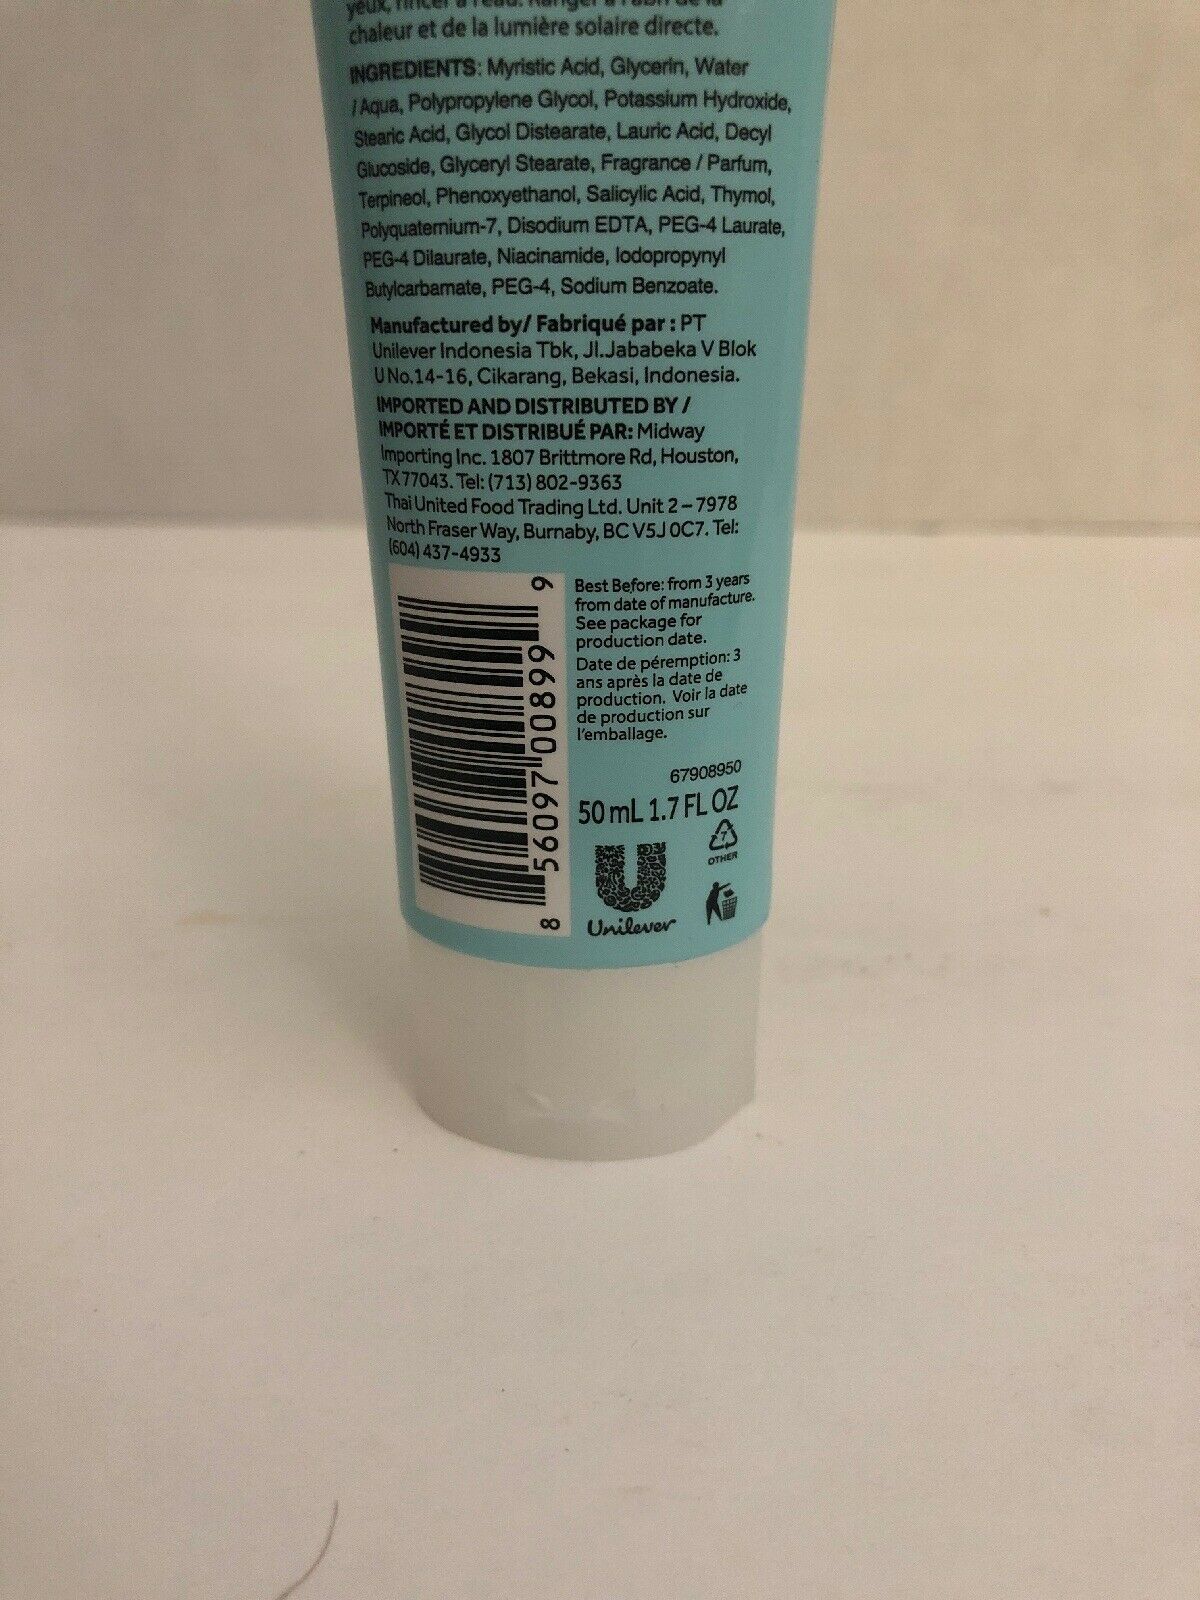 yeux, rincer à l'eau. Ranger à l'abri de la
chaleur et de la lumière solaire directe.
INGREDIENTS: Myristic Acid, Glycerin, Water
/ Aqua, Polypropylene Glycol, Potassium Hydroxide,
Stearic Acid, Glycol Distearate, Lauric Acid, Decyl
Glucoside, Glyceryl Stearate, Fragrance / Parfum,
Terpineol, Phenoxyethanol, Salicylic Acid, Thymol,
Polyquaternium-7, Disodium EDTA, PEG-4 Laurate,
PEG-4 Dilaurate, Niacinamide, Iodopropynyl
Butylcarbamate, PEG-4, Sodium Benzoate.
Manufactured by/ Fabriqué par : PT
Unilever Indonesia Tbk, Jl.Jababeka V Blok
U No.14-16, Cikarang, Bekasi, Indonesia.
IMPORTED AND DISTRIBUTED BY /
IMPORTÉ ET DISTRIBUÉ PAR: Midway
Importing Inc. 1807 Brittmore Rd, Houston,
TX 77043. Tel: (713) 802-9363
Thai United Food Trading Ltd. Unit 2 – 7978
North Fraser Way, Burnaby, BC V5J 0C7. Tel:
(604) 437-4933
8 56097 00899 9
Best Before: from 3 years
from date of manufacture.
See package for
production date.
Date de péremption: 3
ans après la date de
production. Voir la date
de production sur
l'emballage.
67908950
50 mL 1.7 FL OZ
7
OTHER
Unilever